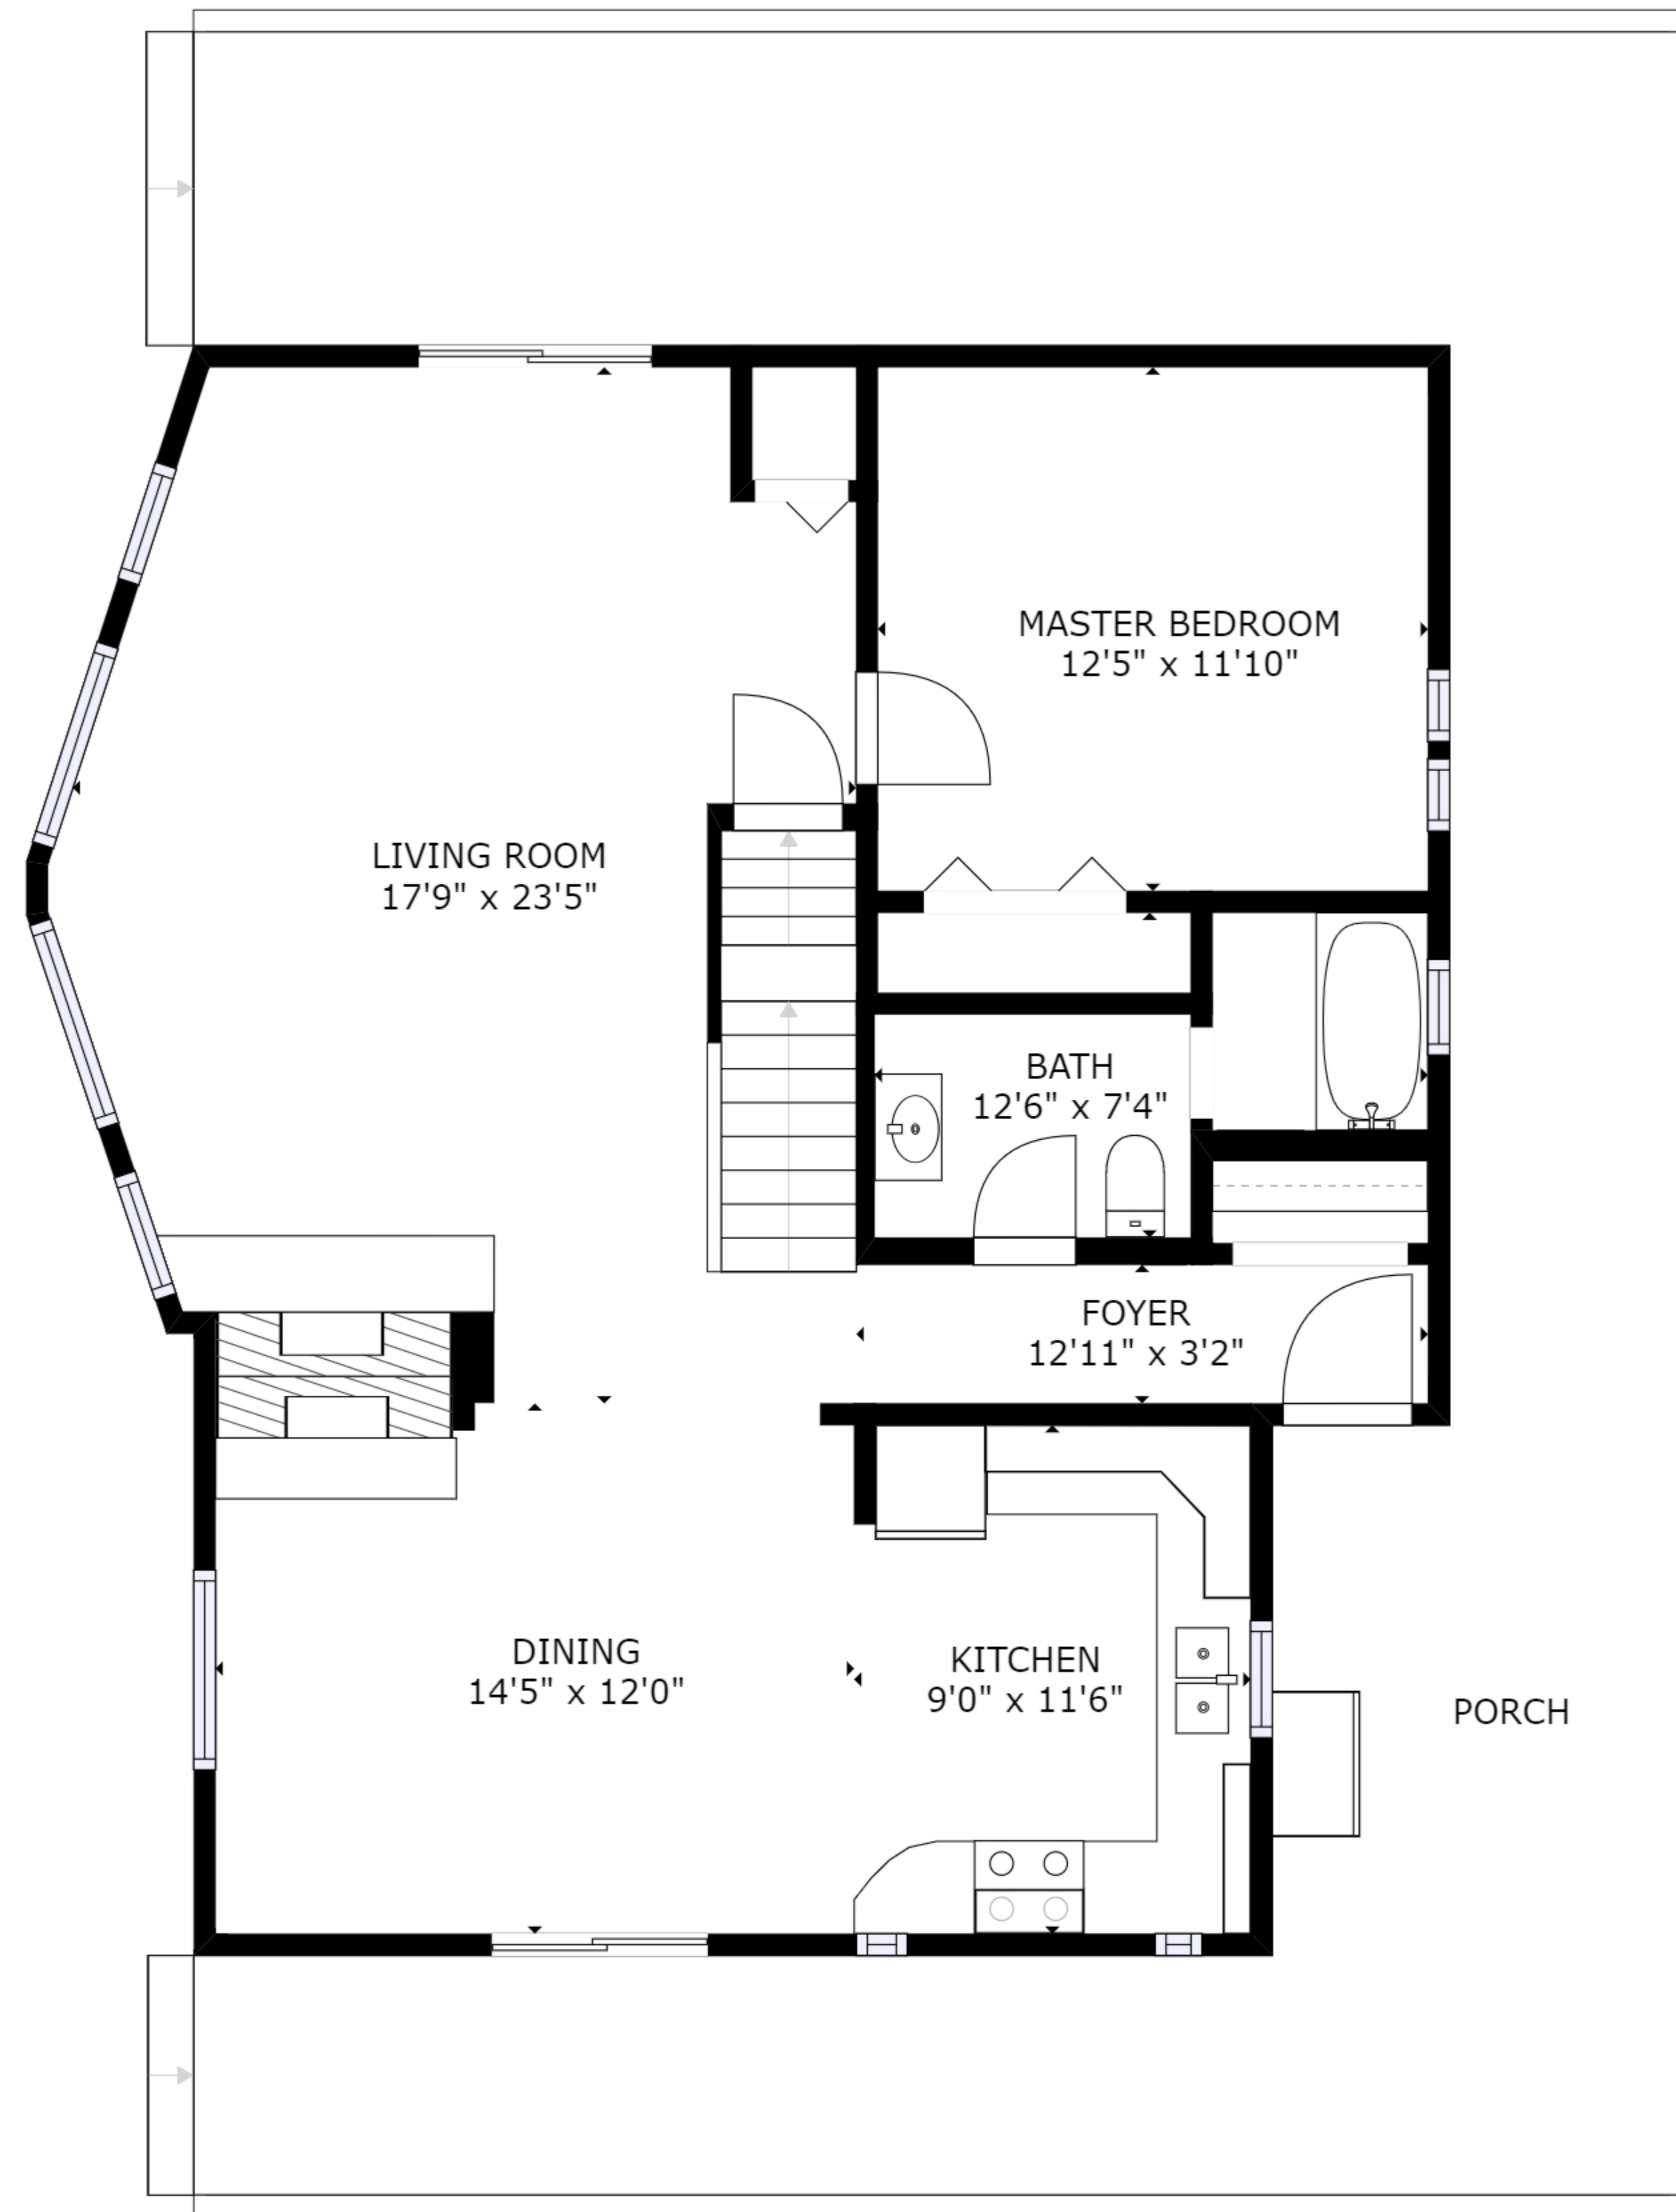 MASTER BEDROOM
12'5" x 11'10"
LIVING ROOM
17'9" x 23'5"
BATH
12'6" x 7'4"
FOYER
12'11" x 3'2"
DINING
14'5" x 12'0"
KITCHEN
9'0" x 11'6"
PORCH